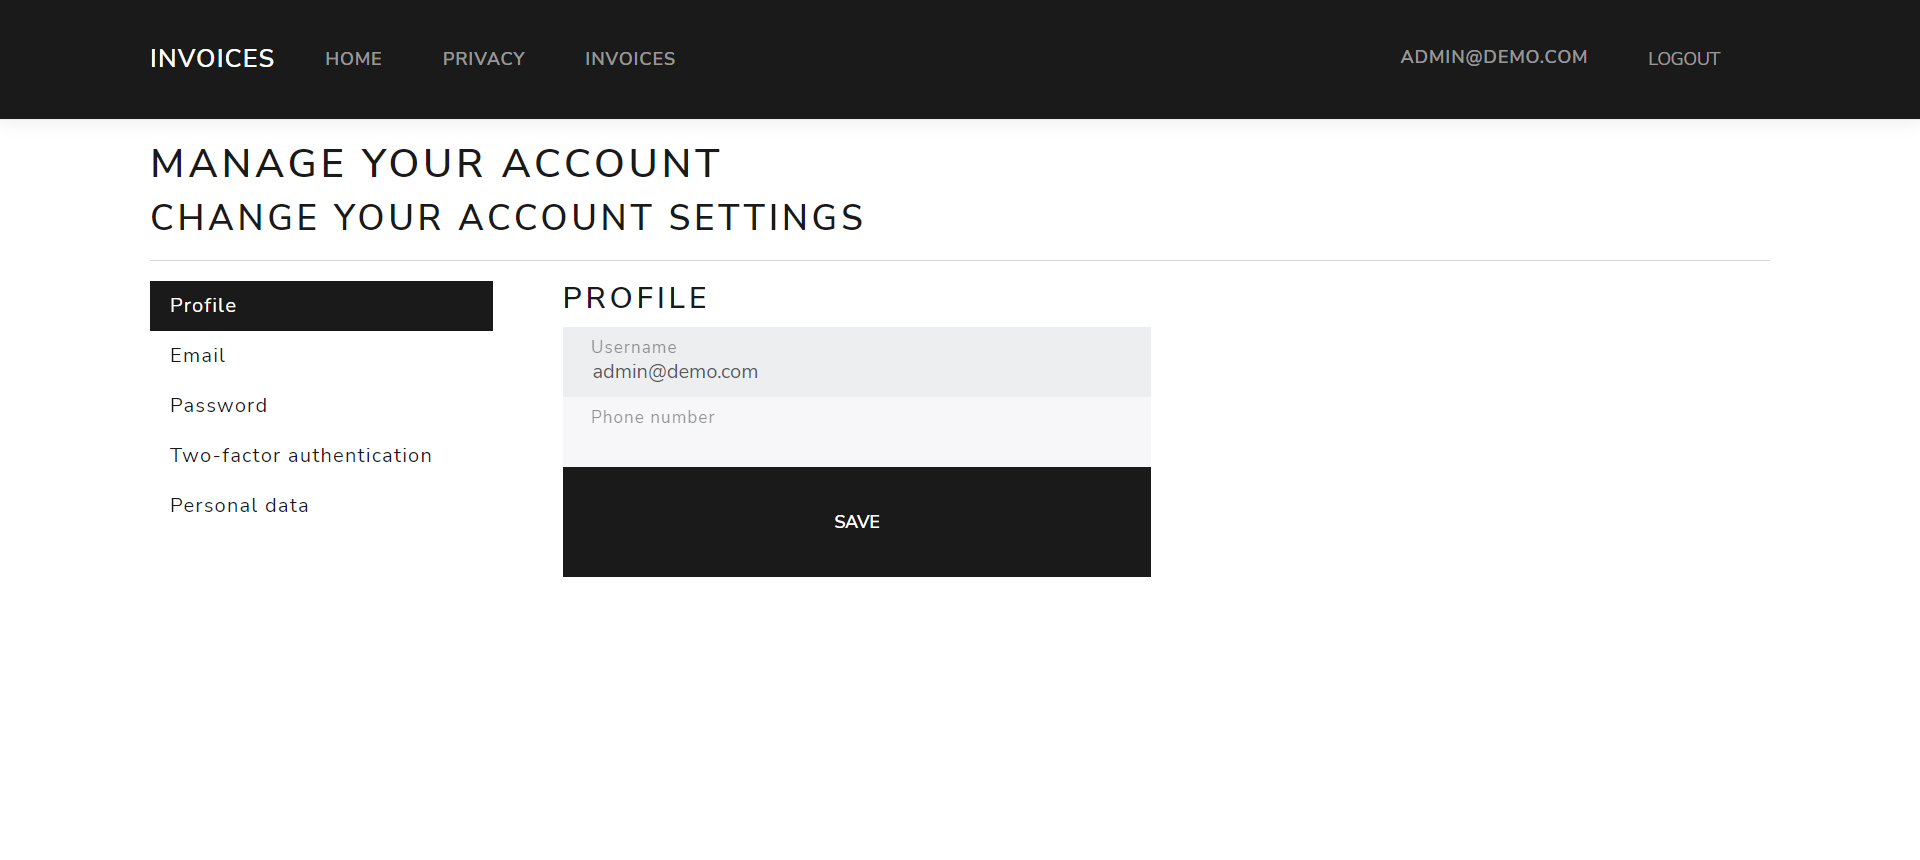 INVOICES HOME PRIVACY INVOICES ADMIN@DEMO.COM LOGOUT
MANAGE YOUR ACCOUNT
CHANGE YOUR ACCOUNT SETTINGS
Profile
Email
Password
Two-factor authentication
Personal data
PROFILE
Username
admin@demo.com
Phone number
SAVE